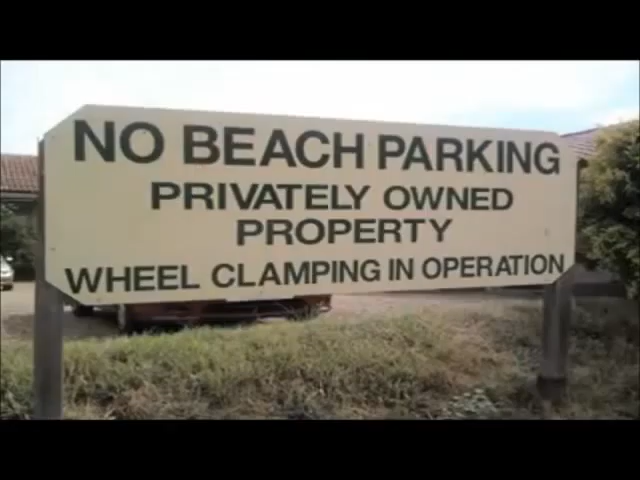 NO BEACH PARKING
PRIVATELY OWNED
PROPERTY
WHEEL CLAMPING IN OPERATION